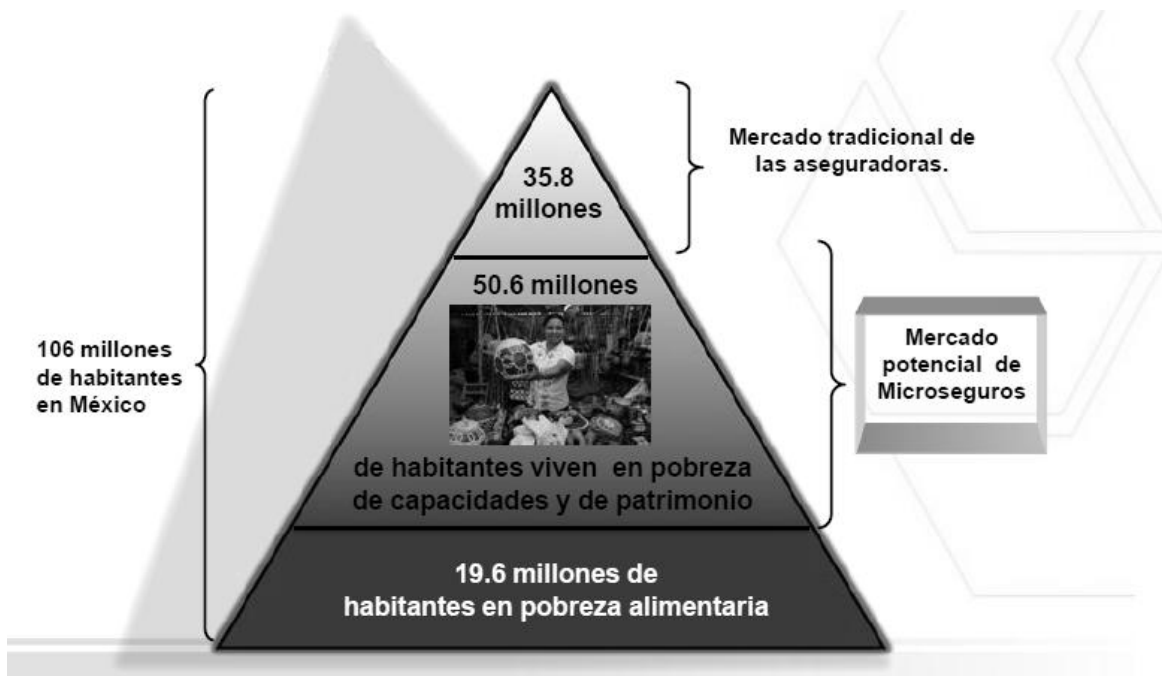 106 millones
de habitantes
en México
35.8
millones
50.6 millones
de habitantes viven en pobreza
de capacidades y de patrimonio
19.6 millones de
habitantes en pobreza alimentaria
Mercado tradicional de
las aseguradoras.
Mercado
potencial de
Microseguros